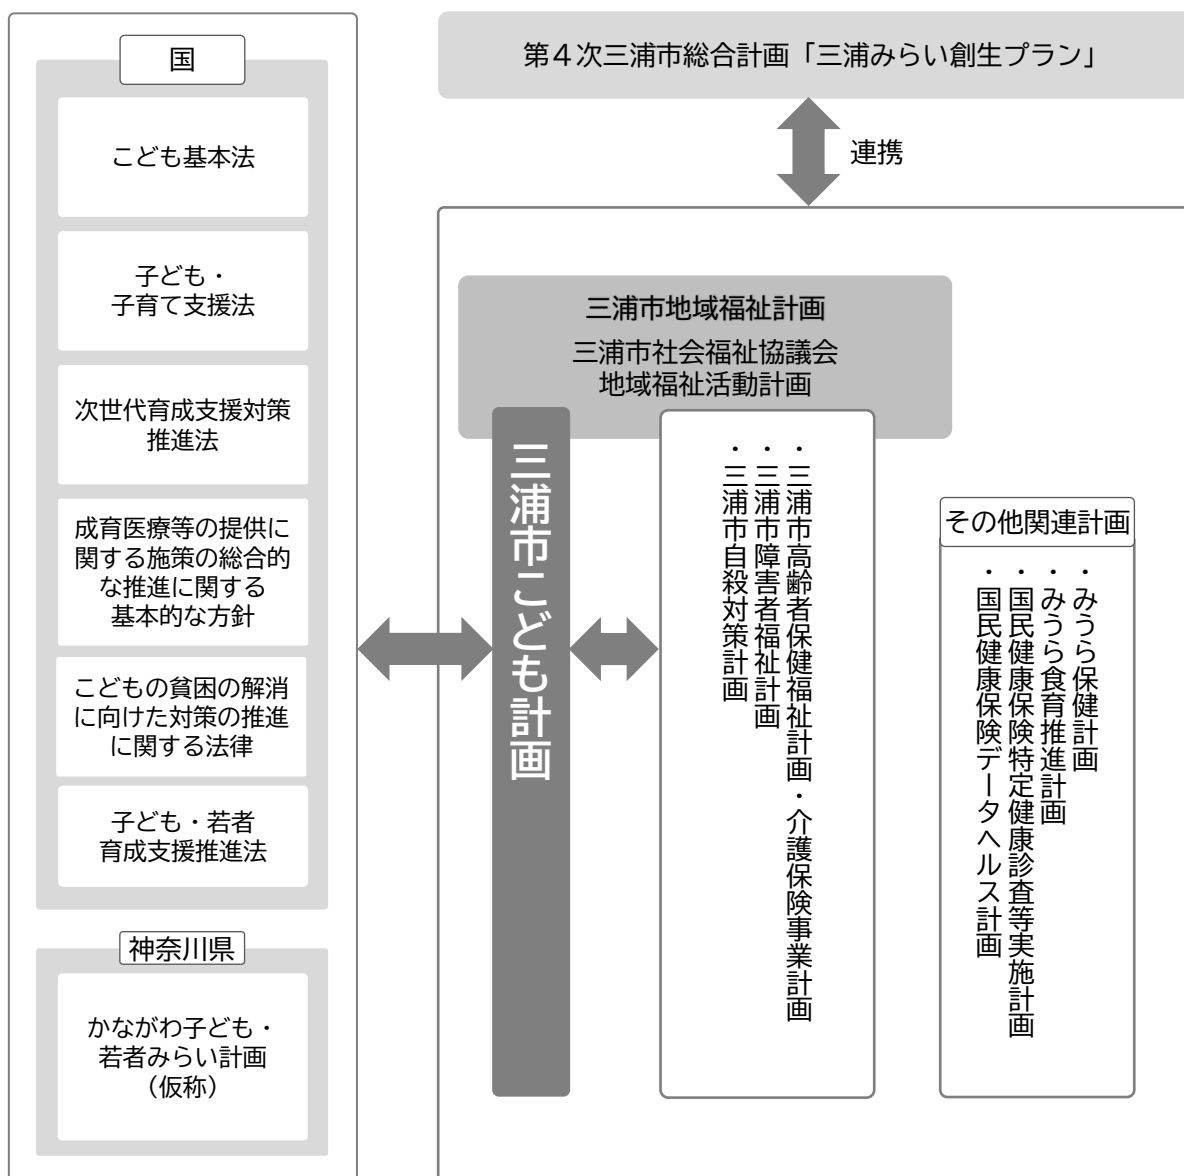 国
こども基本法
子ども・
子育て支援法
次世代育成支援対策
推進法
成育医療等の提供に
関する施策の総合的
な推進に関する
基本的な方針
こどもの貧困の解消
に向けた対策の推進
に関する法律
子ども・若者
育成支援推進法
神奈川県
かながわ子ども・
若者みらい計画
（仮称）
第４次三浦市総合計画「三浦みらい創生プラン」
連携
三浦市地域福祉計画
三浦市社会福祉協議会
地域福祉活動計画
三浦市こども計画
・三浦市高齢者保健福祉計画・介護保険事業計画
・三浦市障害者福祉計画
・三浦市自殺対策計画
その他関連計画
・みうら保健計画
・みうら食育推進計画
・国民健康保険特定健康診査等実施計画
・国民健康保険データヘルス計画